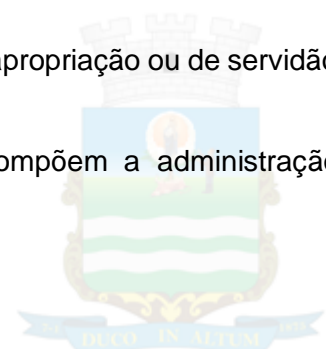 apropriação ou de servidão
ompõem a administração
DUCO IN ALTUM